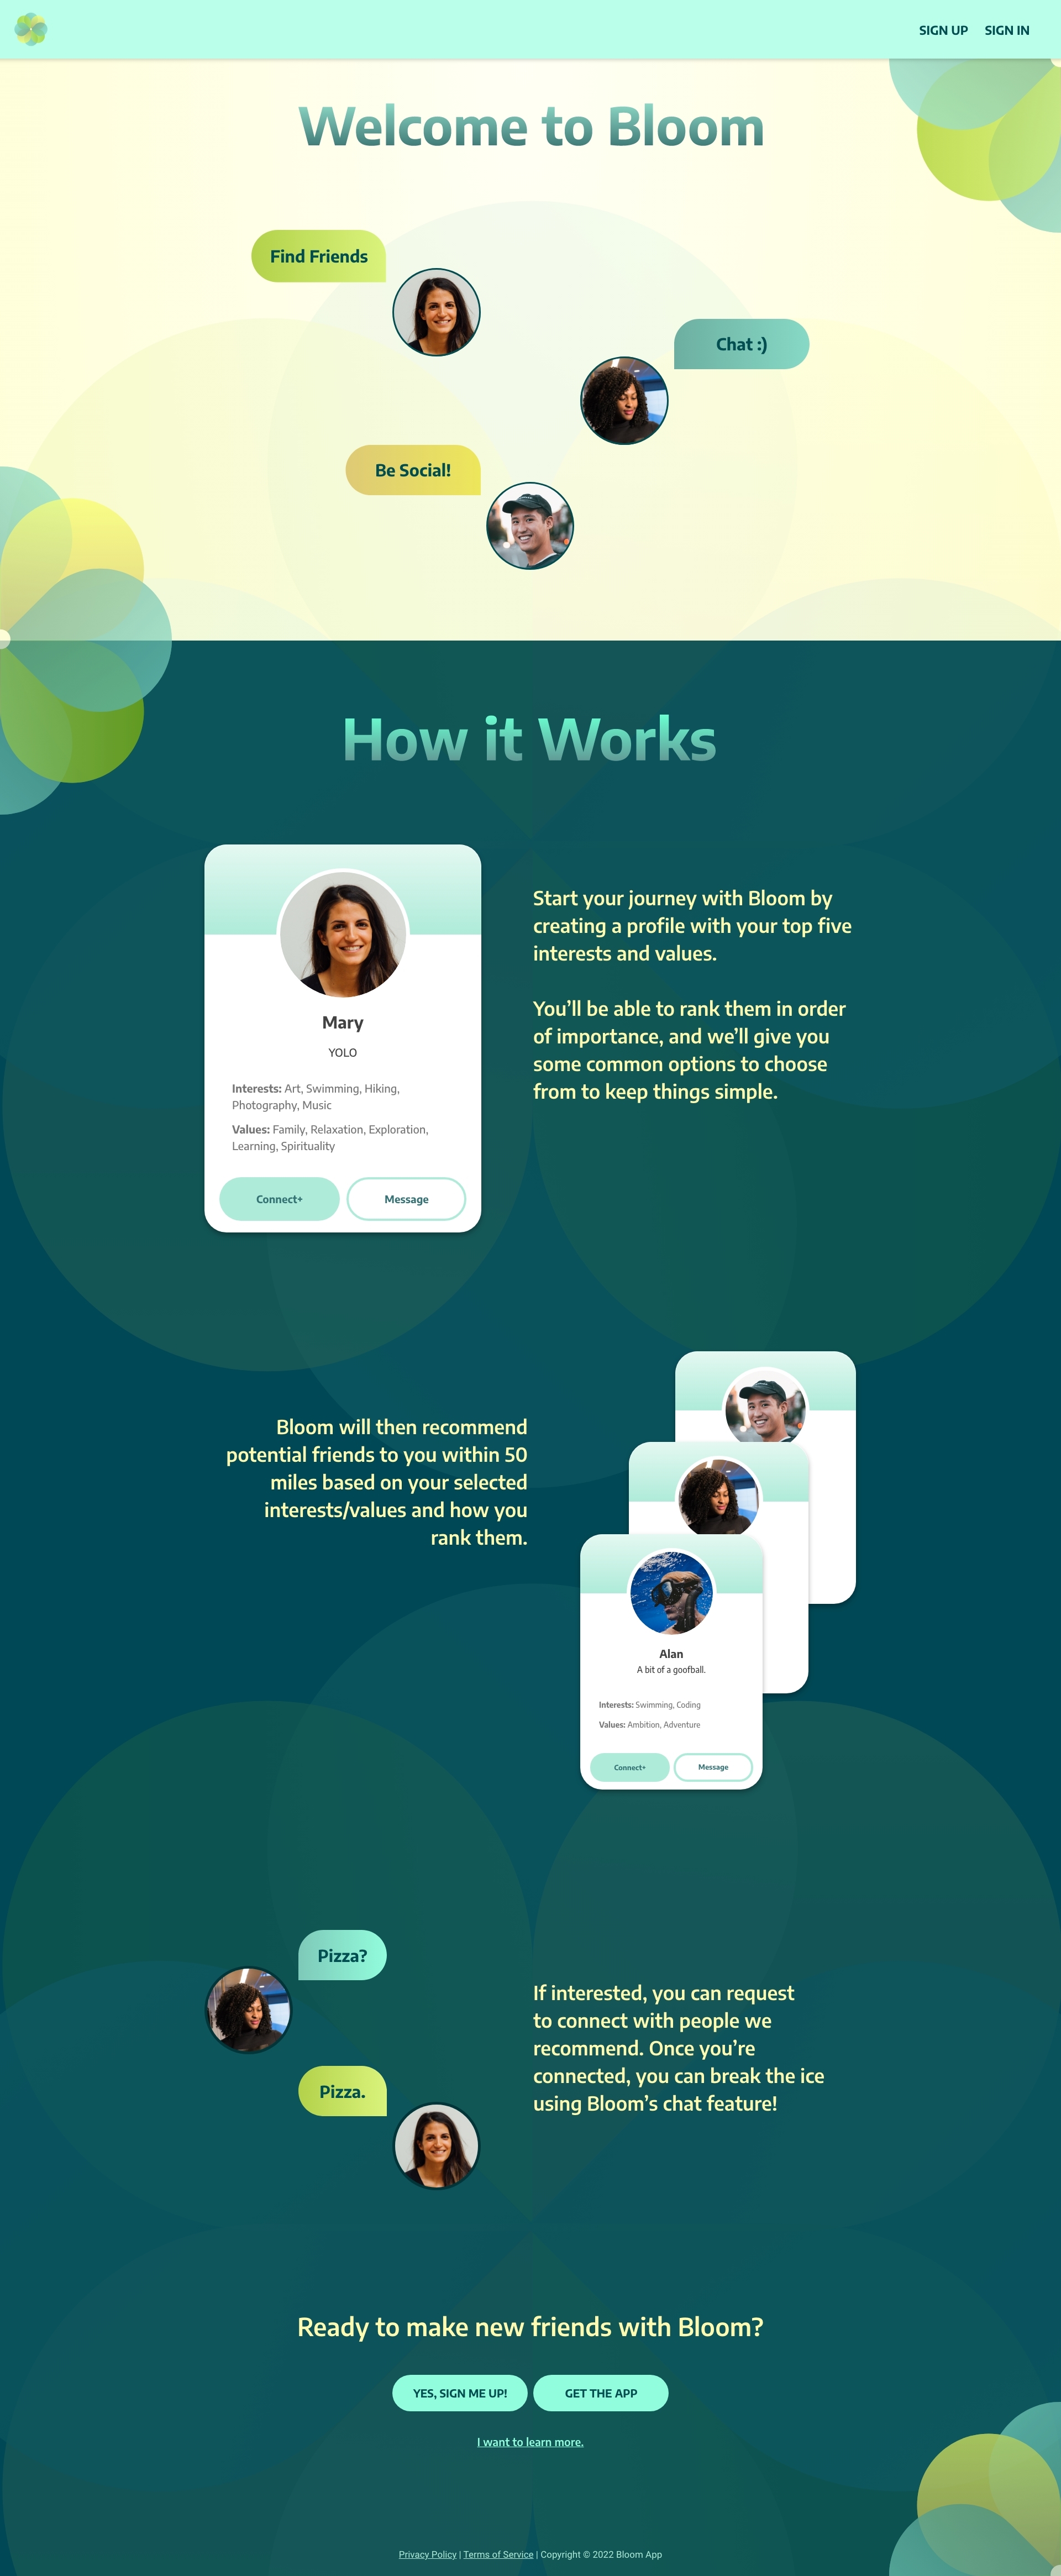 SIGN UP SIGN IN
Welcome to Bloom
Find Friends
Chat :)
Be Social!
How it Works
Mary
YOLO
Interests: Art, Swimming, Hiking,
Photography, Music
Values: Family, Relaxation, Exploration,
Learning, Spirituality
Connect+ Message
Start your journey with Bloom by
creating a profile with your top five
interests and values.
You’ll be able to rank them in order
of importance, and we’ll give you
some common options to choose
from to keep things simple.
Bloom will then recommend
potential friends to you within 50
miles based on your selected
interests/values and how you
rank them.
Alan
A bit of a goofball.
Interests: Swimming, Coding
Values: Ambition, Adventure
Connect+ Message
Pizza?
Pizza.
If interested, you can request
to connect with people we
recommend. Once you’re
connected, you can break the ice
using Bloom’s chat feature!
Ready to make new friends with Bloom?
YES, SIGN ME UP! GET THE APP
I want to learn more.
Privacy Policy | Terms of Service | Copyright © 2022 Bloom App